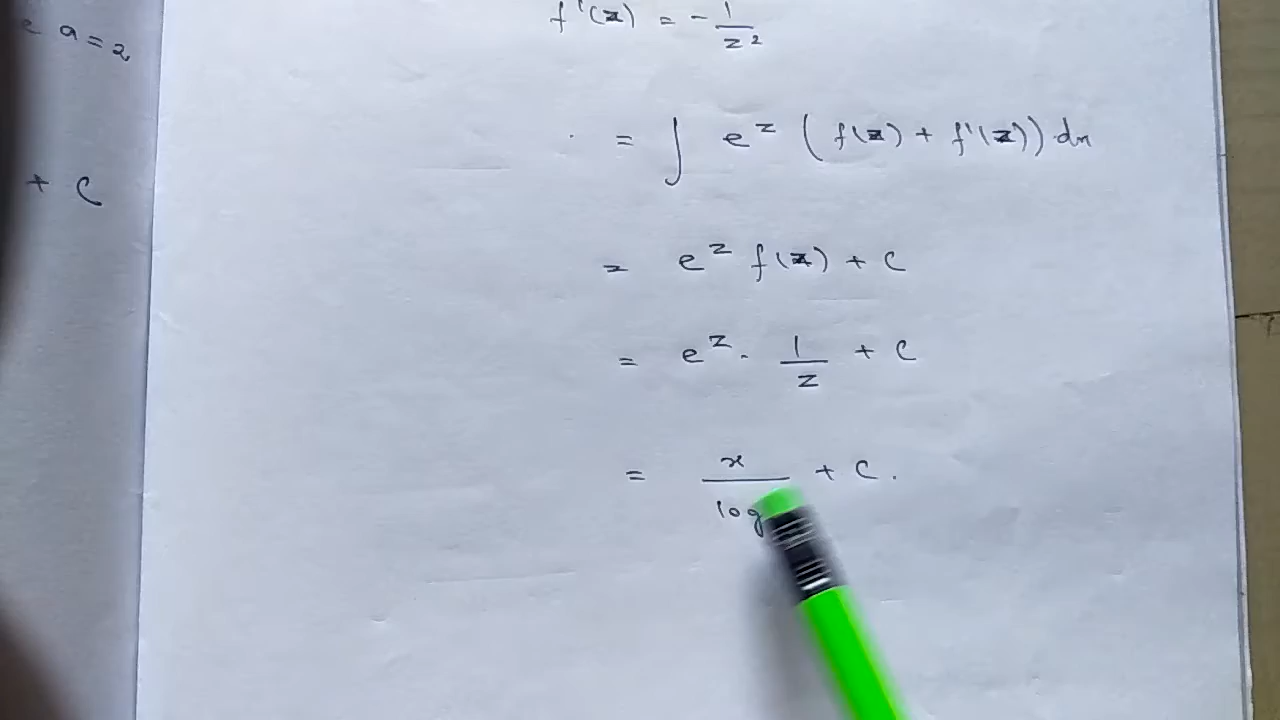 e a = 2
+ C
f'(z) = - 1/z²
= ∫ e^z (f(z) + f'(z)) dx
= e^z f(z) + C
= e^z . 1/z + C
= x/log + C.